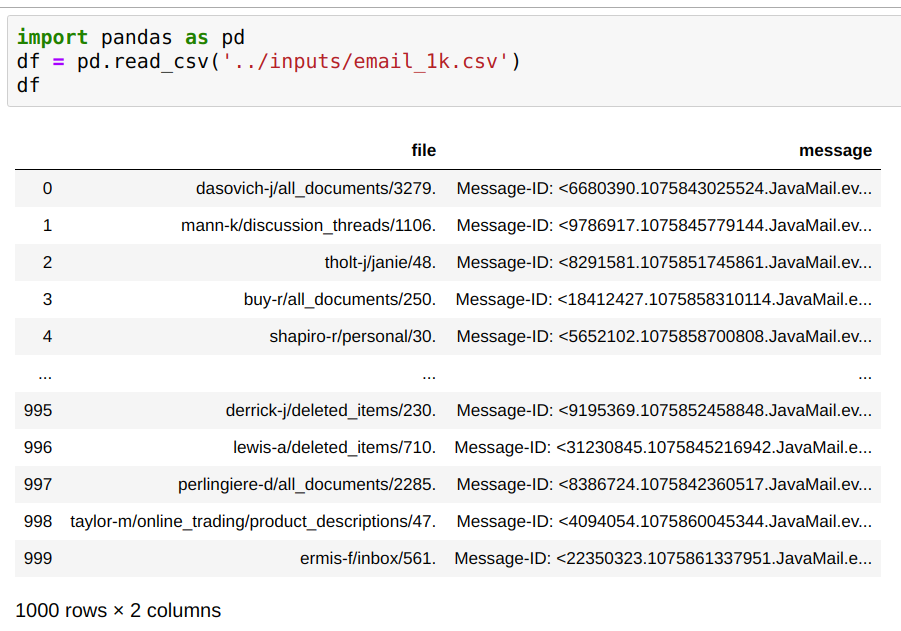 import pandas as pd
df = pd.read_csv('../inputs/email_1k.csv')
df
file message
0 dasovich-j/all_documents/3279. Message-ID: <6680390.1075843025524.JavaMail.ev...
1 mann-k/discussion_threads/1106. Message-ID: <9786917.1075845779144.JavaMail.ev...
2 tholt-j/janie/48. Message-ID: <8291581.1075851745861.JavaMail.ev...
3 buy-r/all_documents/250. Message-ID: <18412427.1075858310114.JavaMail.e...
4 shapiro-r/personal/30. Message-ID: <5652102.1075858700808.JavaMail.ev...
... ... ...
995 derrick-j/deleted_items/230. Message-ID: <9195369.1075852458848.JavaMail.ev...
996 lewis-a/deleted_items/710. Message-ID: <31230845.1075845216942.JavaMail.e...
997 perlingiere-d/all_documents/2285. Message-ID: <8386724.1075842360517.JavaMail.ev...
998 taylor-m/online_trading/product_descriptions/47. Message-ID: <4094054.1075860045344.JavaMail.ev...
999 ermis-f/inbox/561. Message-ID: <22350323.1075861337951.JavaMail.e...
1000 rows × 2 columns